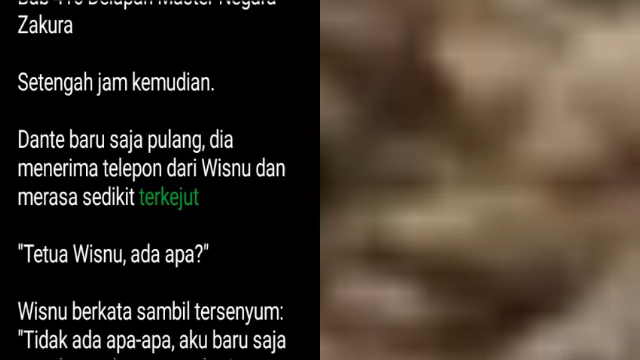 Zakura
Setengah jam kemudian.
Dante baru saja pulang, dia
menerima telepon dari Wisnu dan
merasa sedikit terkejut
"Tetua Wisnu, ada apa?"
Wisnu berkata sambil tersenyum:
"Tidak ada apa-apa, aku baru saja